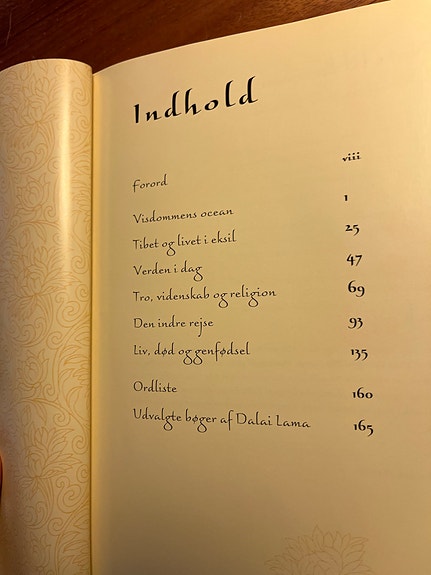 Indhold
Forord viii
Visdommens ocean 1
Tibet og livet i eksil 25
Verden i dag 47
Tro, videnskab og religion 69
Den indre rejse 93
Liv, død og genfødsel 135
Ordliste 160
Udvalgte bøger af Dalai Lama 165